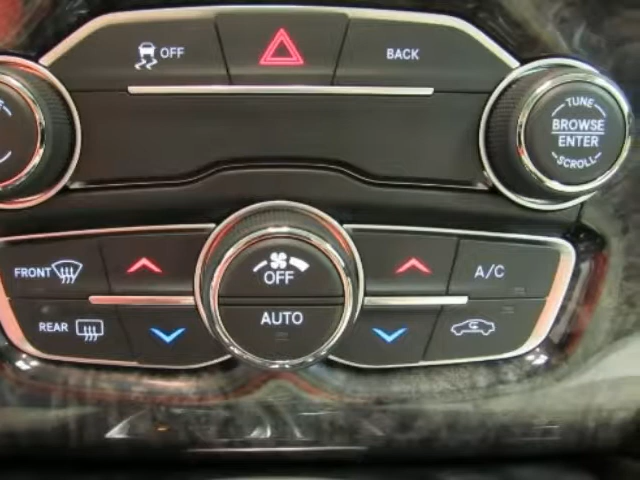 OFF
BACK
TUNE
BROWSE
ENTER
SCROLL
FRONT
OFF
A/C
REAR
AUTO